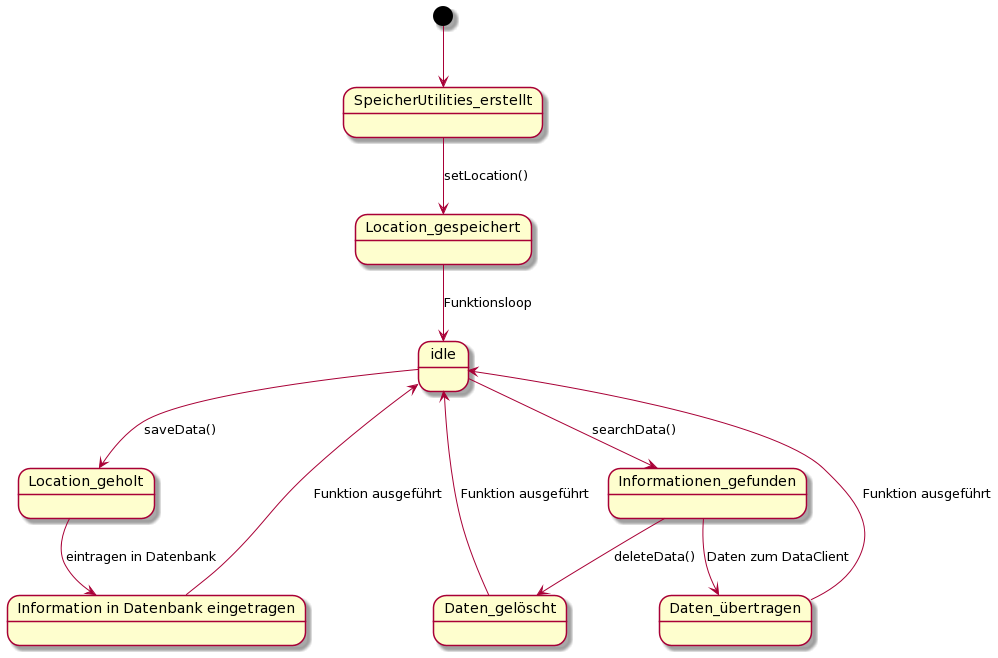 SpeicherUtilities_erstellt
setLocation()
Location_gespeichert
Funktionsloop
idle
saveData()
searchData()
Location_geholt
Funktion ausgeführt
Funktion ausgeführt
Informationen_gefunden
Funktion ausgeführt
eintragen in Datenbank
deleteData()
Daten zum DataClient
Information in Datenbank eingetragen
Daten_gelöscht
Daten_übertragen